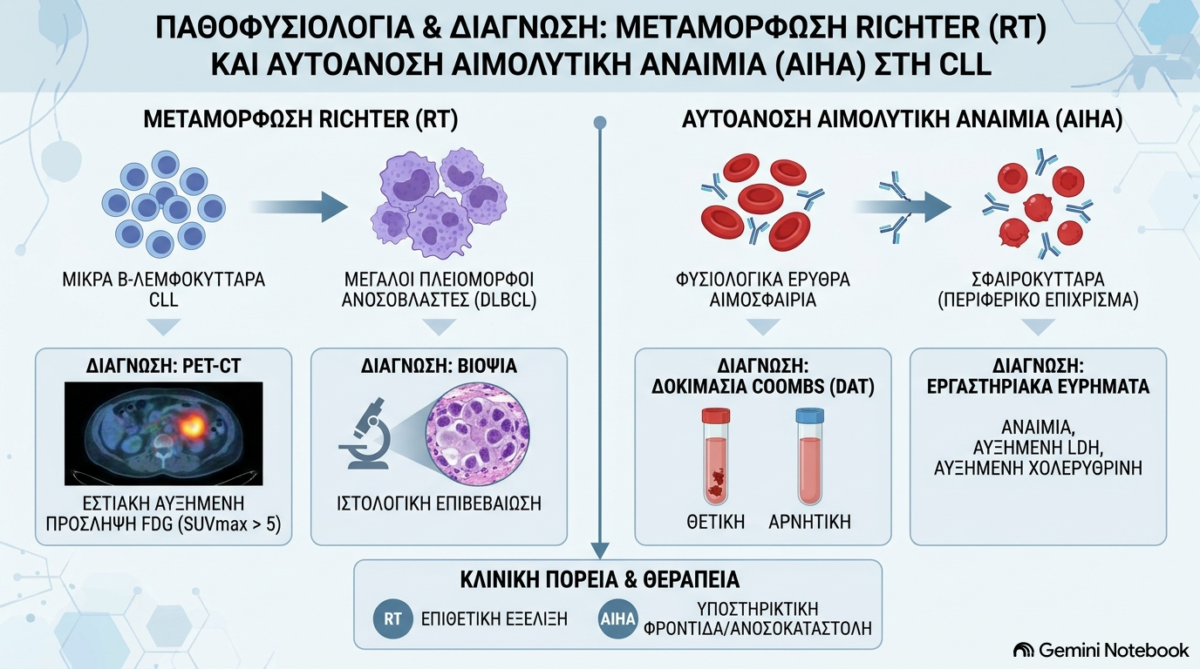 ΠΑΘΟΦΥΣΙΟΛΟΓΙΑ & ΔΙΑΓΝΩΣΗ: ΜΕΤΑΜΟΡΦΩΣΗ RICHTER (RT)
ΚΑΙ ΑΥΤΟΑΝΟΣΗ ΑΙΜΟΛΥΤΙΚΗ ΑΝΑΙΜΙΑ (AIHA) ΣΤΗ CLL
ΜΕΤΑΜΟΡΦΩΣΗ RICHTER (RT)
ΜΙΚΡΑ Β-ΛΕΜΦΟΚΥΤΤΑΡΑ
CLL
ΜΕΓΑΛΟΙ ΠΛΕΙΟΜΟΡΦΟΙ
ΑΝΟΣΟΒΛΑΣΤΕΣ (DLBCL)
ΔΙΑΓΝΩΣΗ: PET-CT
ΕΣΤΙΑΚΗ ΑΥΞΗΜΕΝΗ
ΠΡΟΣΛΗΨΗ FDG (SUVmax > 5)
ΔΙΑΓΝΩΣΗ: ΒΙΟΨΙΑ
ΙΣΤΟΛΟΓΙΚΗ ΕΠΙΒΕΒΑΙΩΣΗ
ΑΥΤΟΑΝΟΣΗ ΑΙΜΟΛΥΤΙΚΗ ΑΝΑΙΜΙΑ (AIHA)
ΦΥΣΙΟΛΟΓΙΚΑ ΕΡΥΘΡΑ
ΑΙΜΟΣΦΑΙΡΙΑ
ΣΦΑΙΡΟΚΥΤΤΑΡΑ
(ΠΕΡΙΦΕΡΙΚΟ ΕΠΙΧΡΙΣΜΑ)
ΔΙΑΓΝΩΣΗ:
ΔΟΚΙΜΑΣΙΑ COOMBS (DAT)
ΘΕΤΙΚΗ
ΑΡΝΗΤΙΚΗ
ΔΙΑΓΝΩΣΗ:
ΕΡΓΑΣΤΗΡΙΑΚΑ ΕΥΡΗΜΑΤΑ
ΑΝΑΙΜΙΑ,
ΑΥΞΗΜΕΝΗ LDH,
ΑΥΞΗΜΕΝΗ ΧΟΛΕΡΥΘΡΙΝΗ
ΚΛΙΝΙΚΗ ΠΟΡΕΙΑ & ΘΕΡΑΠΕΙΑ
RT ΕΠΙΘΕΤΙΚΗ ΕΞΕΛΙΞΗ
AIHA ΥΠΟΣΤΗΡΙΚΤΙΚΗ
ΦΡΟΝΤΙΔΑ/ΑΝΟΣΟΚΑΤΑΣΤΟΛΗ
Gemini Notebook